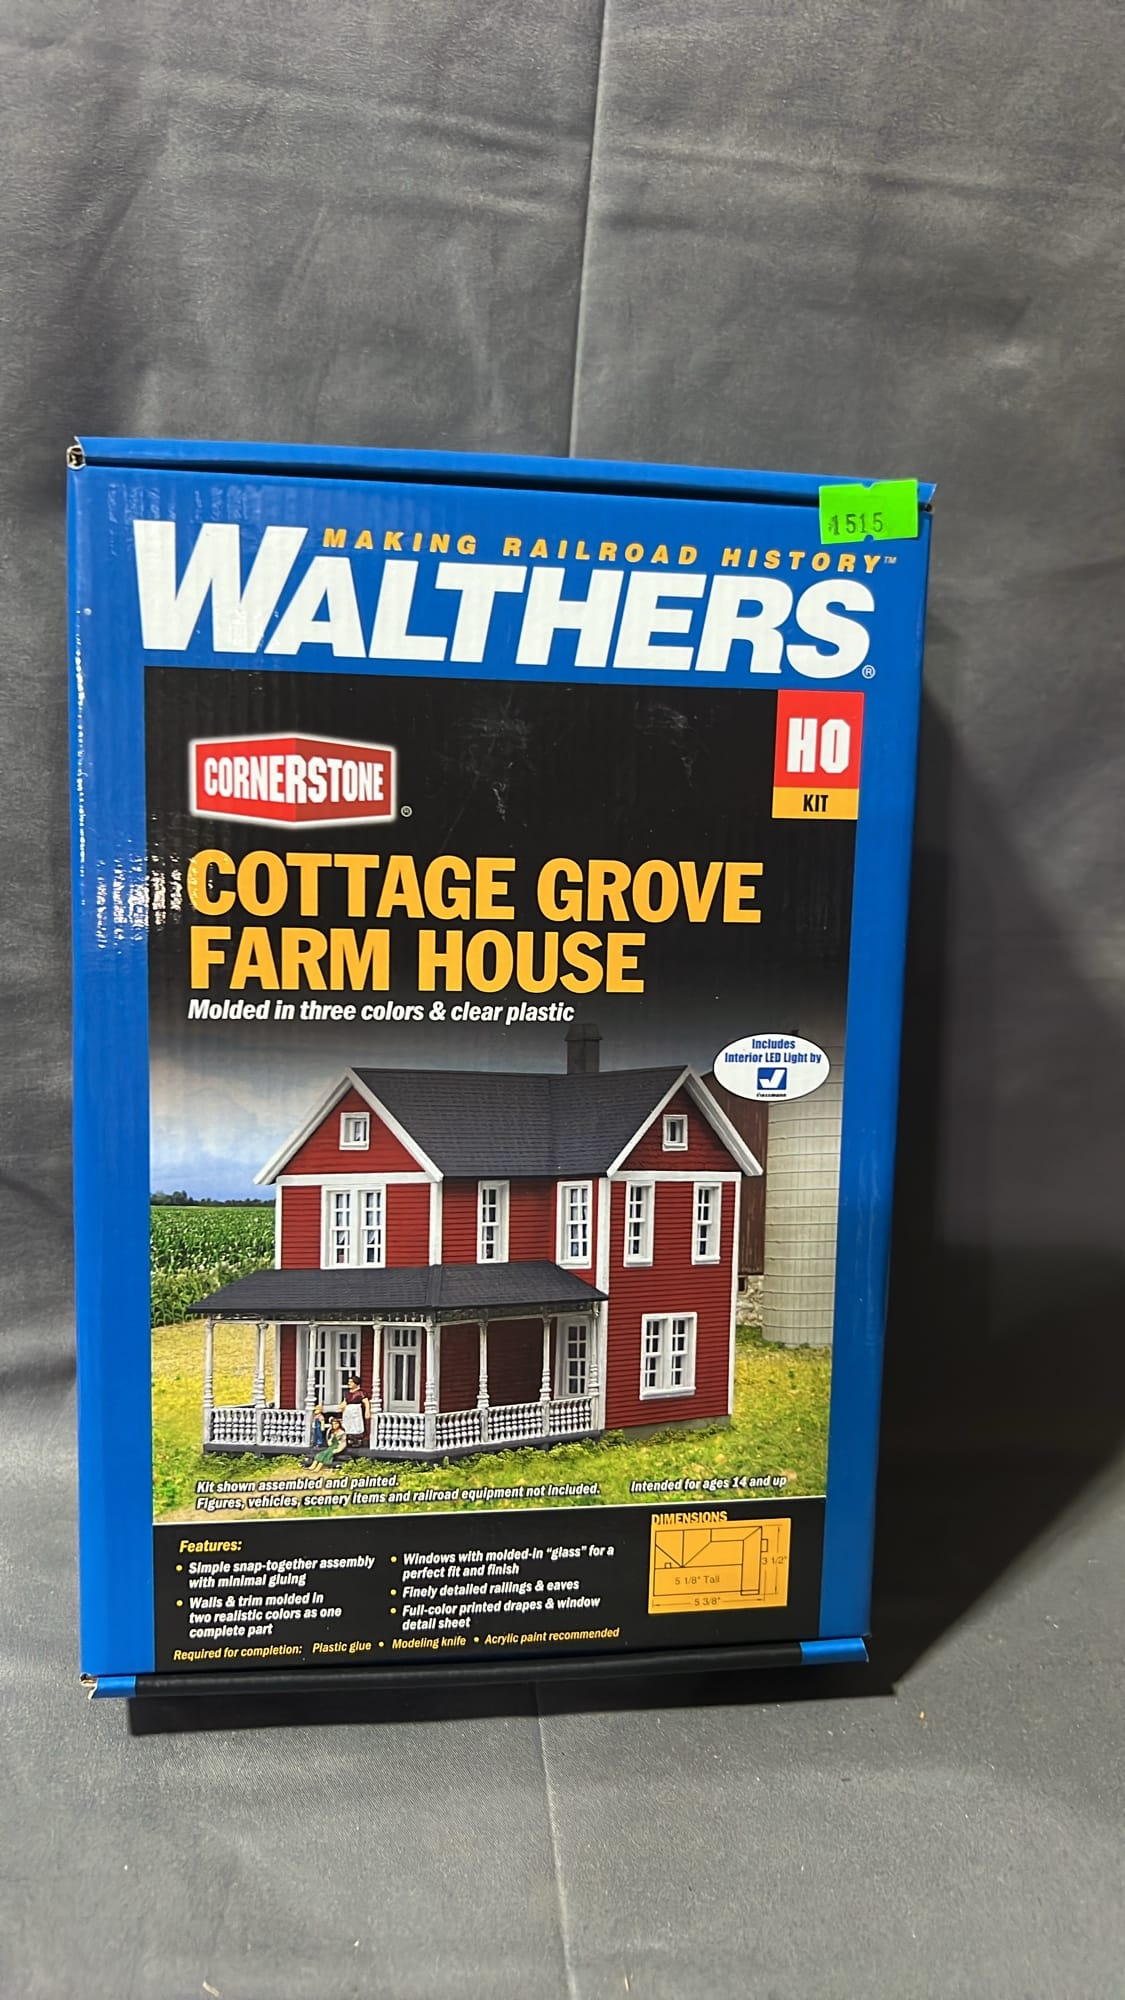 1515
MAKING RAILROAD HISTORY™
WALTHERS®
HO
KIT
CORNERSTONE®
COTTAGE GROVE
FARM HOUSE
Molded in three colors & clear plastic
Includes
Interior LED Light by
Viessmann
Kit shown assembled and painted.
Figures, vehicles, scenery items and railroad equipment not included.
Intended for ages 14 and up
Features:
• Simple snap-together assembly
with minimal gluing
• Walls & trim molded in
two realistic colors as one
complete part
• Windows with molded-in "glass" for a
perfect fit and finish
• Finely detailed railings & eaves
• Full-color printed drapes & window
detail sheet
DIMENSIONS
3 1/2"
5 1/8" Tall
5 3/8"
Required for completion: Plastic glue • Modeling knife • Acrylic paint recommended